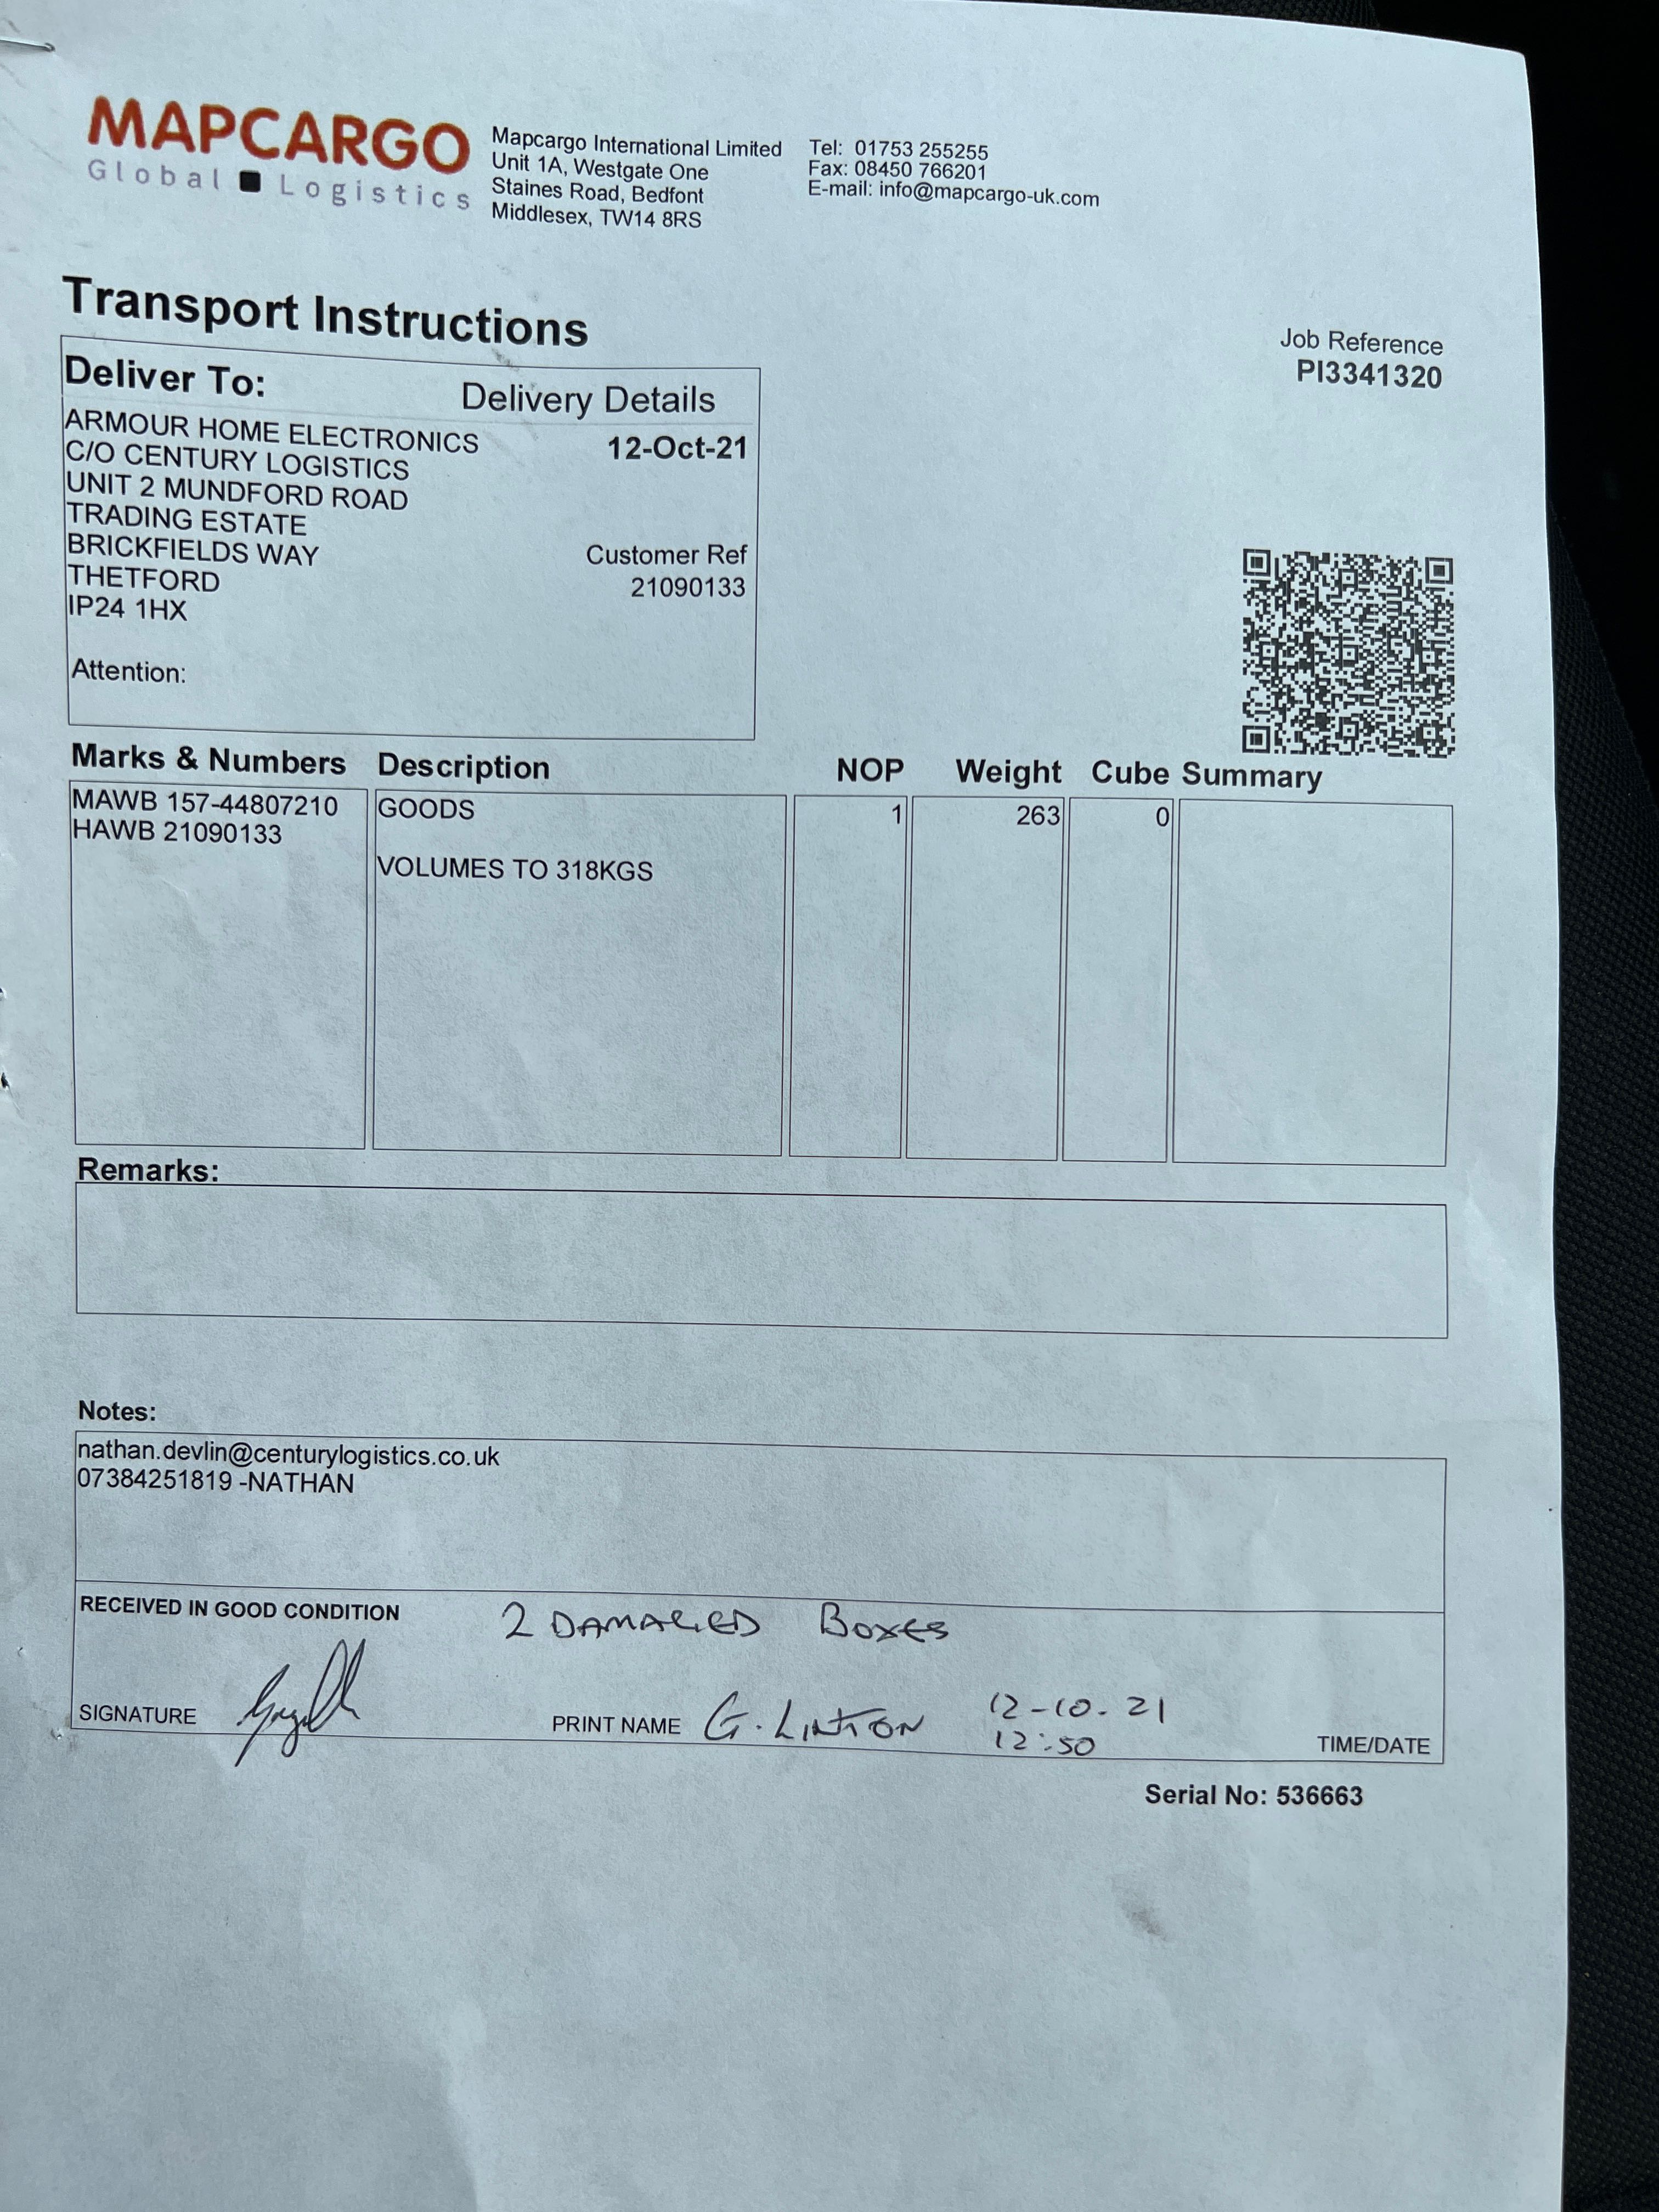 MAPCARGO
Global Logistics
Mapcargo International Limited
Unit 1A, Westgate One
Staines Road, Bedfont
Middlesex, TW14 8RS
Tel: 01753 255255
Fax: 08450 766201
E-mail: info@mapcargo-uk.com
Transport Instructions
Job Reference
PI3341320
Deliver To:
Delivery Details
ARMOUR HOME ELECTRONICS
12-Oct-21
C/O CENTURY LOGISTICS
UNIT 2 MUNDFORD ROAD
TRADING ESTATE
BRICKFIELDS WAY
Customer Ref
THETFORD
21090133
IP24 1HX
Attention:
Marks & Numbers Description NOP Weight Cube Summary
MAWB 157-44807210 GOODS 1 263 0
HAWB 21090133
VOLUMES TO 318KGS
Remarks:
Notes:
nathan.devlin@centurylogistics.co.uk
07384251819 -NATHAN
RECEIVED IN GOOD CONDITION 2 DAMAGED BOXES
SIGNATURE
PRINT NAME G. LINTON
12-10.21
12:50
TIME/DATE
Serial No: 536663